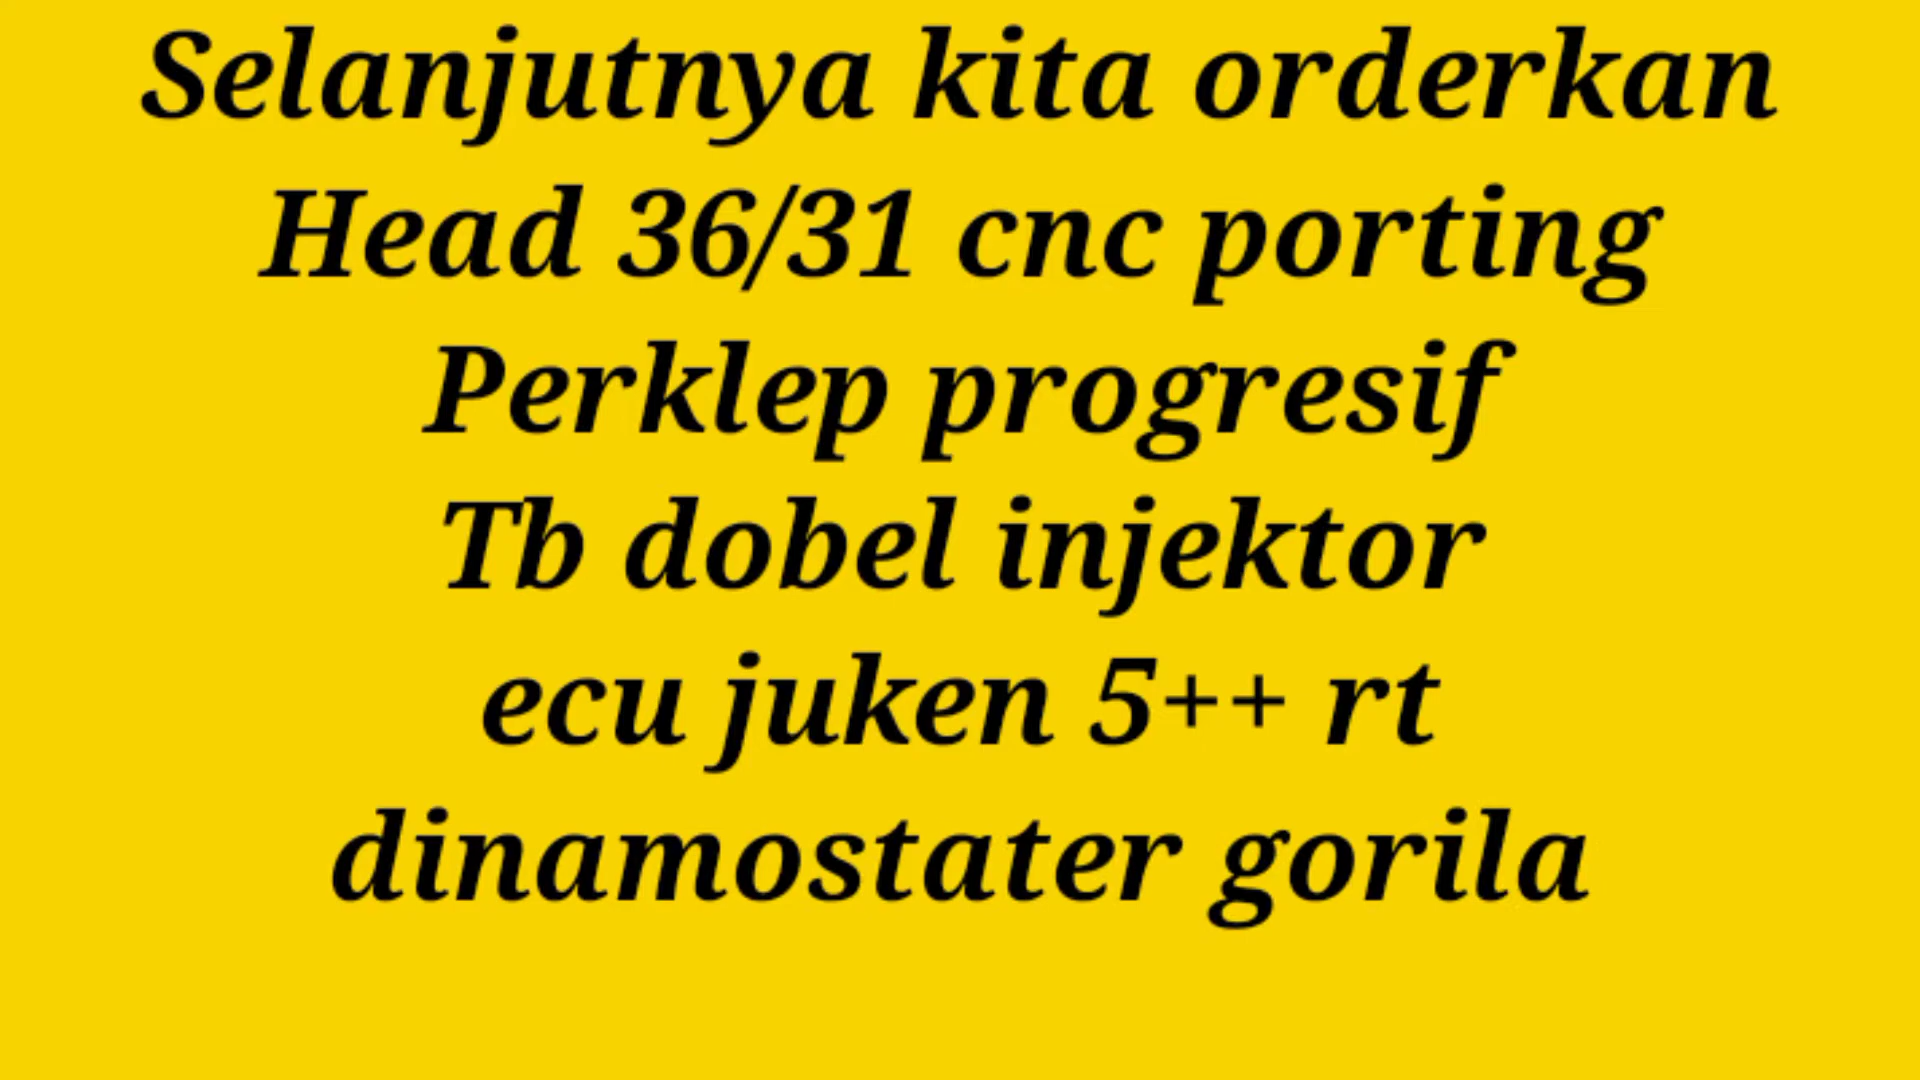 Selanjutnya kita orderkan
Head 36/31 cnc porting
Perklep progresif
Tb dobel injektor
ecu juken 5++ rt
dinamostater gorila